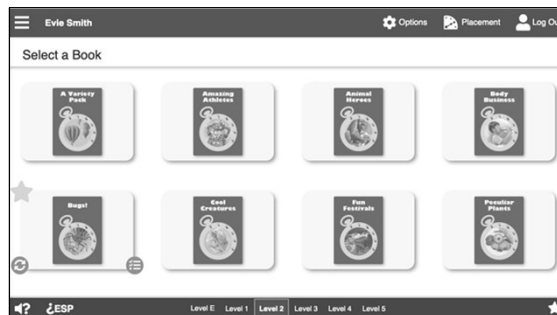 Evie Smith Options Placement Log Ou
Select a Book
A Variety
Pack
Amazing
Athletes
Animal
Heroes
Body
Business
Bugs!
Cool
Creatures
Fun
Festivals
Peculiar
Plants
? ¿ESP Level E Level 1 Level 2 Level 3 Level 4 Level 5